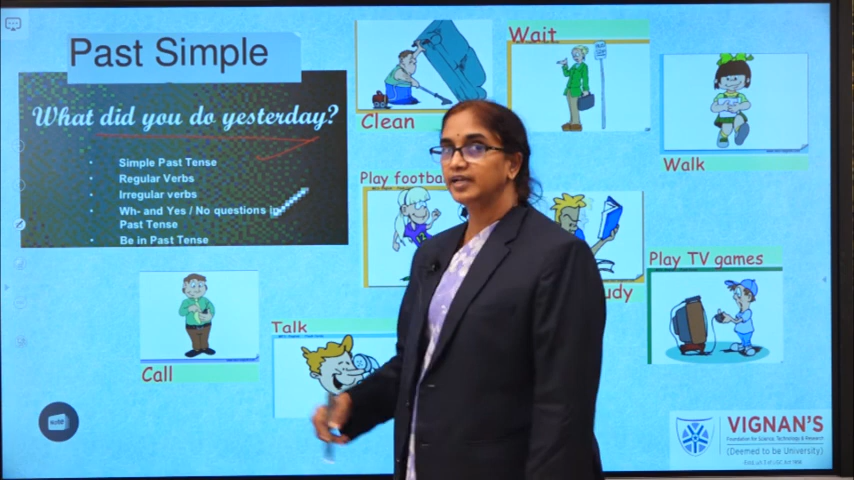 Past Simple
What did you do yesterday?
• Simple Past Tense
• Regular Verbs
• Irregular verbs
• Wh- and Yes / No questions in
Past Tense
• Be in Past Tense
Clean
Wait
Walk
Play footba
udy
Play TV games
Call
Talk
VIGNAN'S
Foundation for Science, Technology & Research
(Deemed to be University)